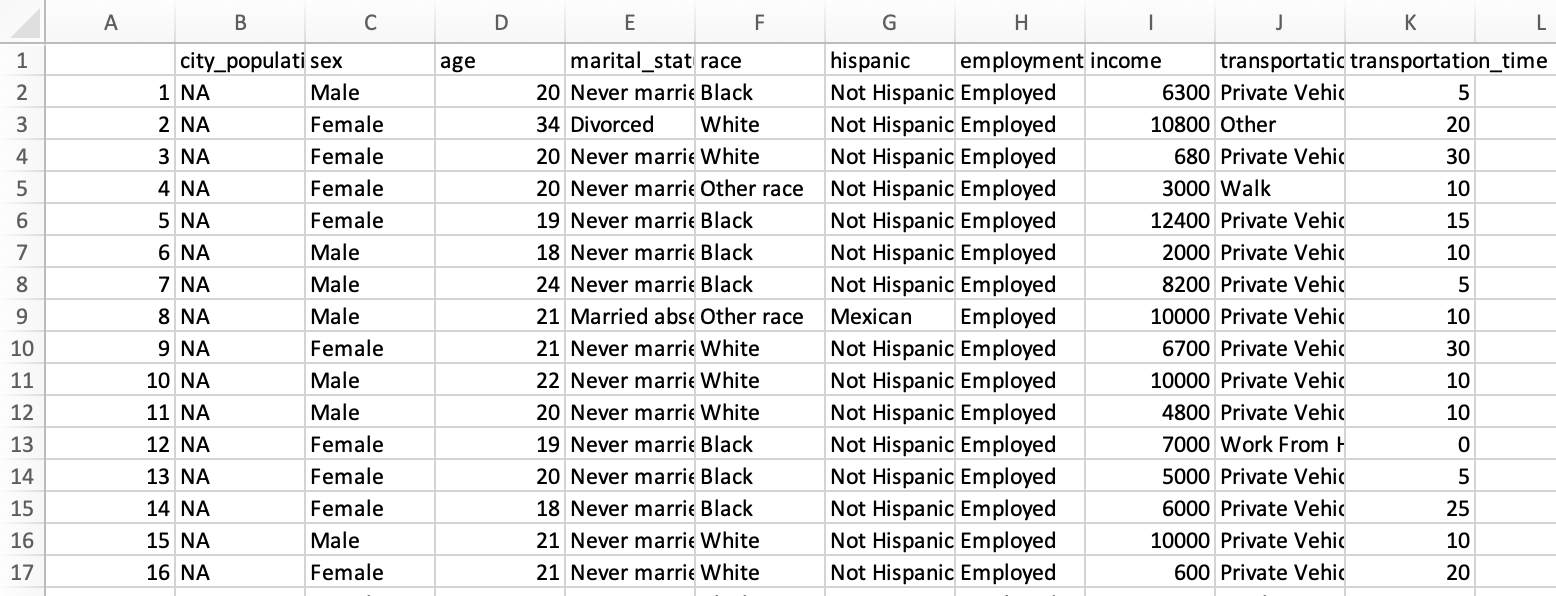 A B C D E F G H I J K L
1 city_populati sex age marital_stat race hispanic employment income transportatic transportation_time
2 1 NA Male 20 Never marrie Black Not Hispanic Employed 6300 Private Vehic 5
3 2 NA Female 34 Divorced White Not Hispanic Employed 10800 Other 20
4 3 NA Female 20 Never marrie White Not Hispanic Employed 680 Private Vehic 30
5 4 NA Female 20 Never marrie Other race Not Hispanic Employed 3000 Walk 10
6 5 NA Female 19 Never marrie Black Not Hispanic Employed 12400 Private Vehic 15
7 6 NA Male 18 Never marrie Black Not Hispanic Employed 2000 Private Vehic 10
8 7 NA Male 24 Never marrie Black Not Hispanic Employed 8200 Private Vehic 5
9 8 NA Male 21 Married abse Other race Mexican Employed 10000 Private Vehic 10
10 9 NA Female 21 Never marrie White Not Hispanic Employed 6700 Private Vehic 30
11 10 NA Male 22 Never marrie White Not Hispanic Employed 10000 Private Vehic 10
12 11 NA Male 20 Never marrie White Not Hispanic Employed 4800 Private Vehic 10
13 12 NA Female 19 Never marrie Black Not Hispanic Employed 7000 Work From H 0
14 13 NA Female 20 Never marrie Black Not Hispanic Employed 5000 Private Vehic 5
15 14 NA Female 18 Never marrie Black Not Hispanic Employed 6000 Private Vehic 25
16 15 NA Male 21 Never marrie White Not Hispanic Employed 10000 Private Vehic 10
17 16 NA Female 21 Never marrie White Not Hispanic Employed 600 Private Vehic 20